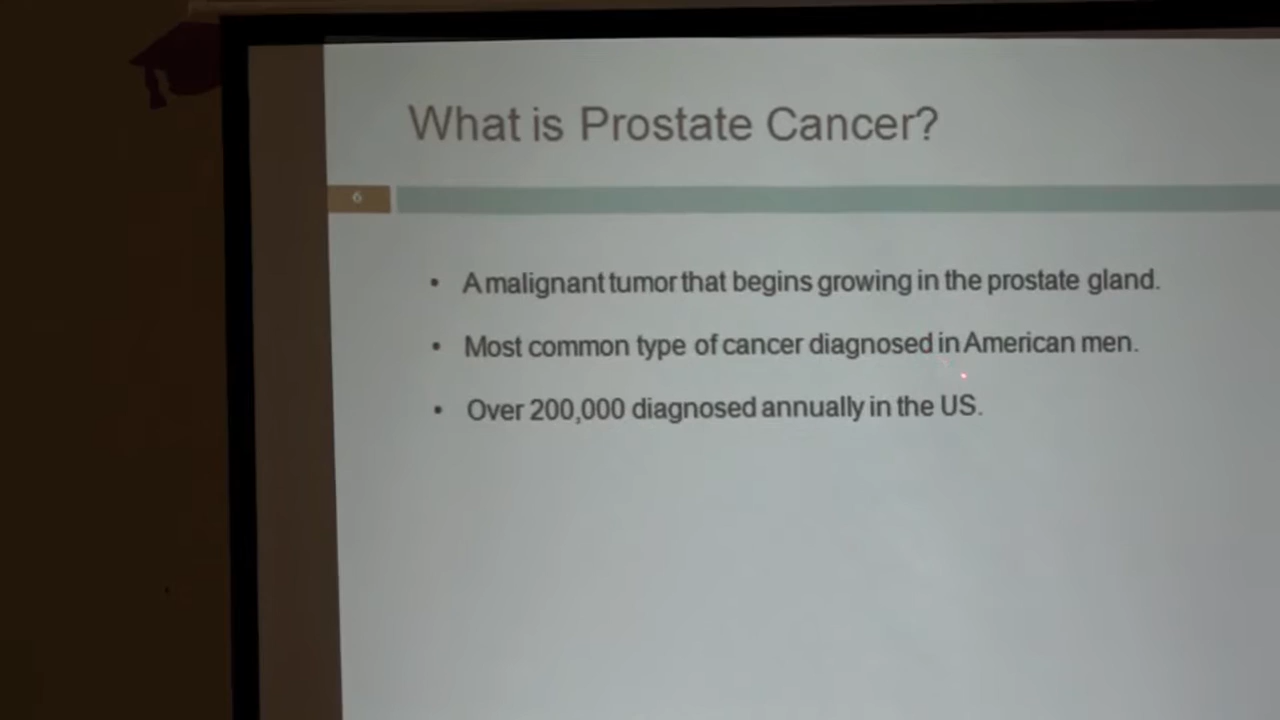 What is Prostate Cancer?
6
• A malignant tumor that begins growing in the prostate gland.
• Most common type of cancer diagnosed in American men.
• Over 200,000 diagnosed annually in the US.